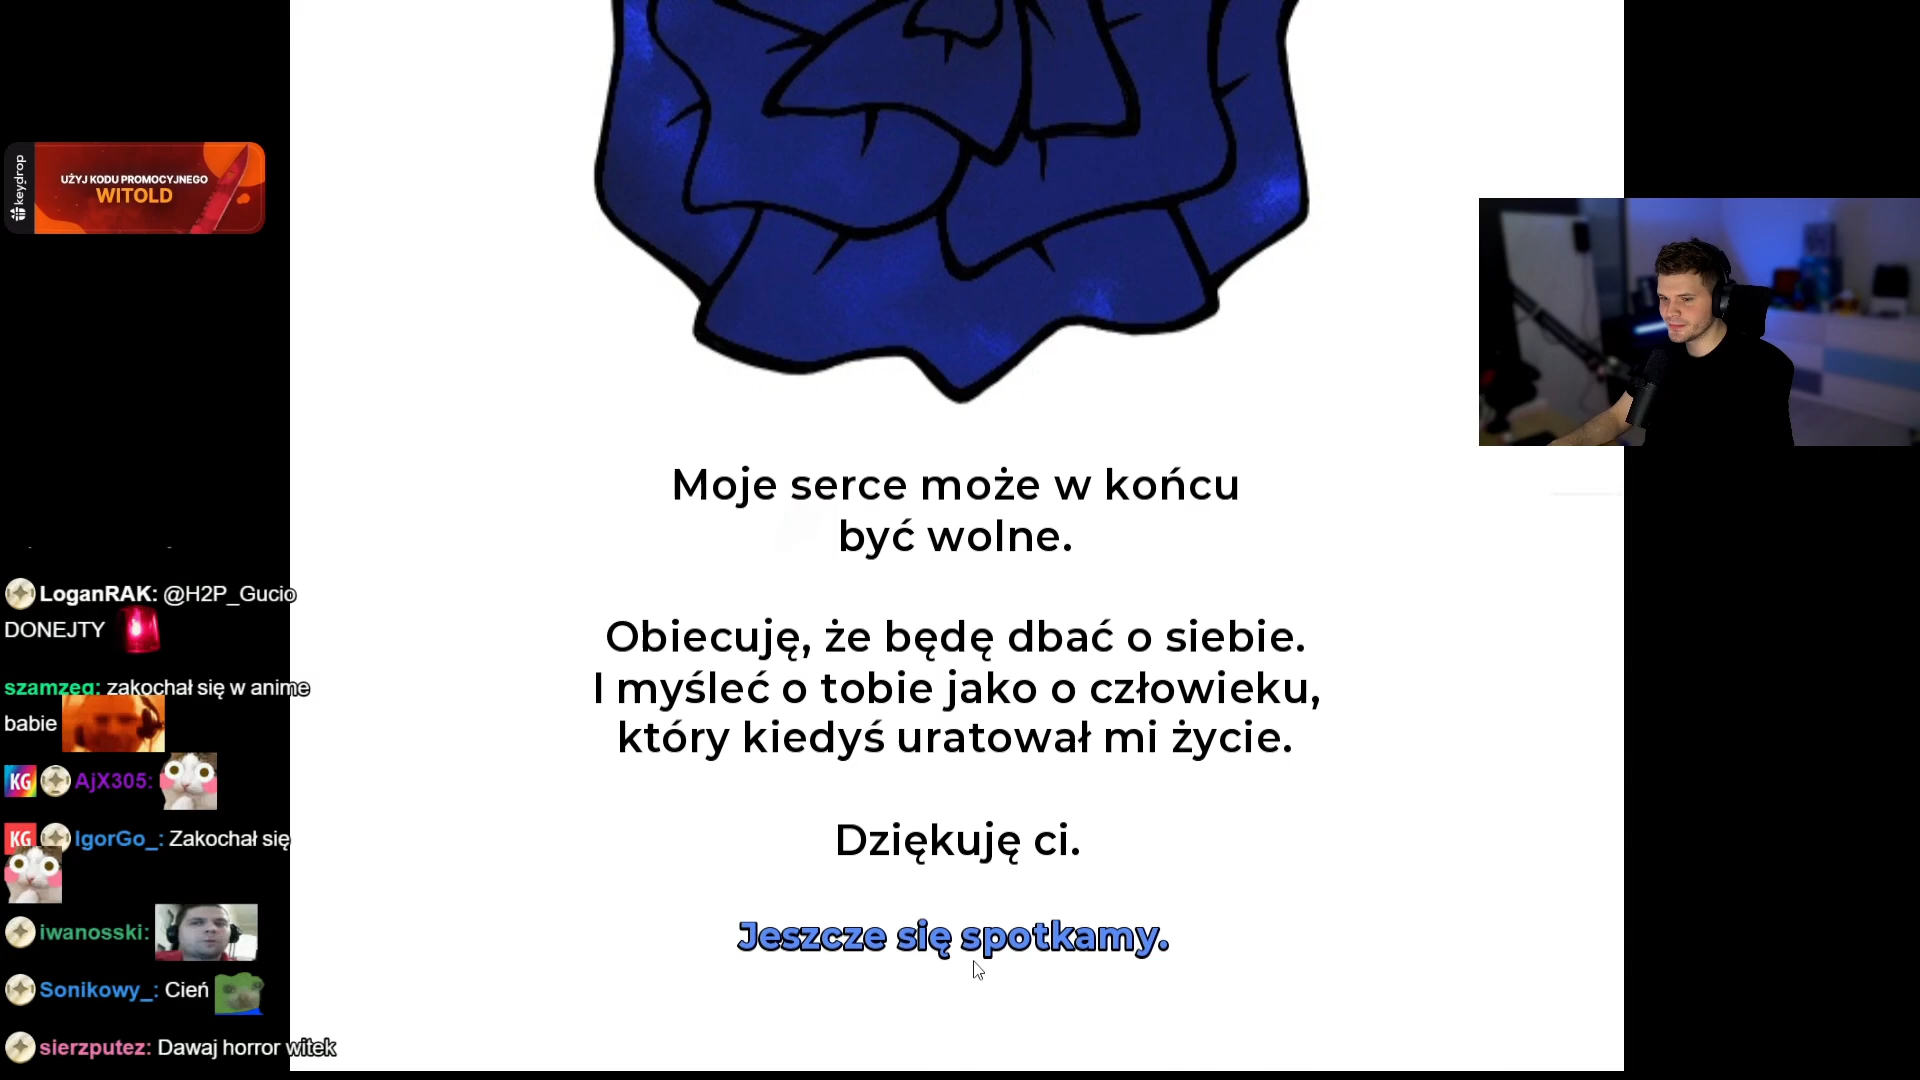 keydrop
UŻYJ KODU PROMOCYJNEGO
WITOLD
Moje serce może w końcu
być wolne.
Obiecuję, że będę dbać o siebie.
I myśleć o tobie jako o człowieku,
który kiedyś uratował mi życie.
Dziękuję ci.
Jeszcze się spotkamy.
LoganRAK: @H2P_Gucio
DONEJTY
szamzeg: zakochał się w anime
babie
KG AjX305:
KG IgorGo_: Zakochał się
iwanosski:
Sonikowy_: Cień
sierzputez: Dawaj horror witek